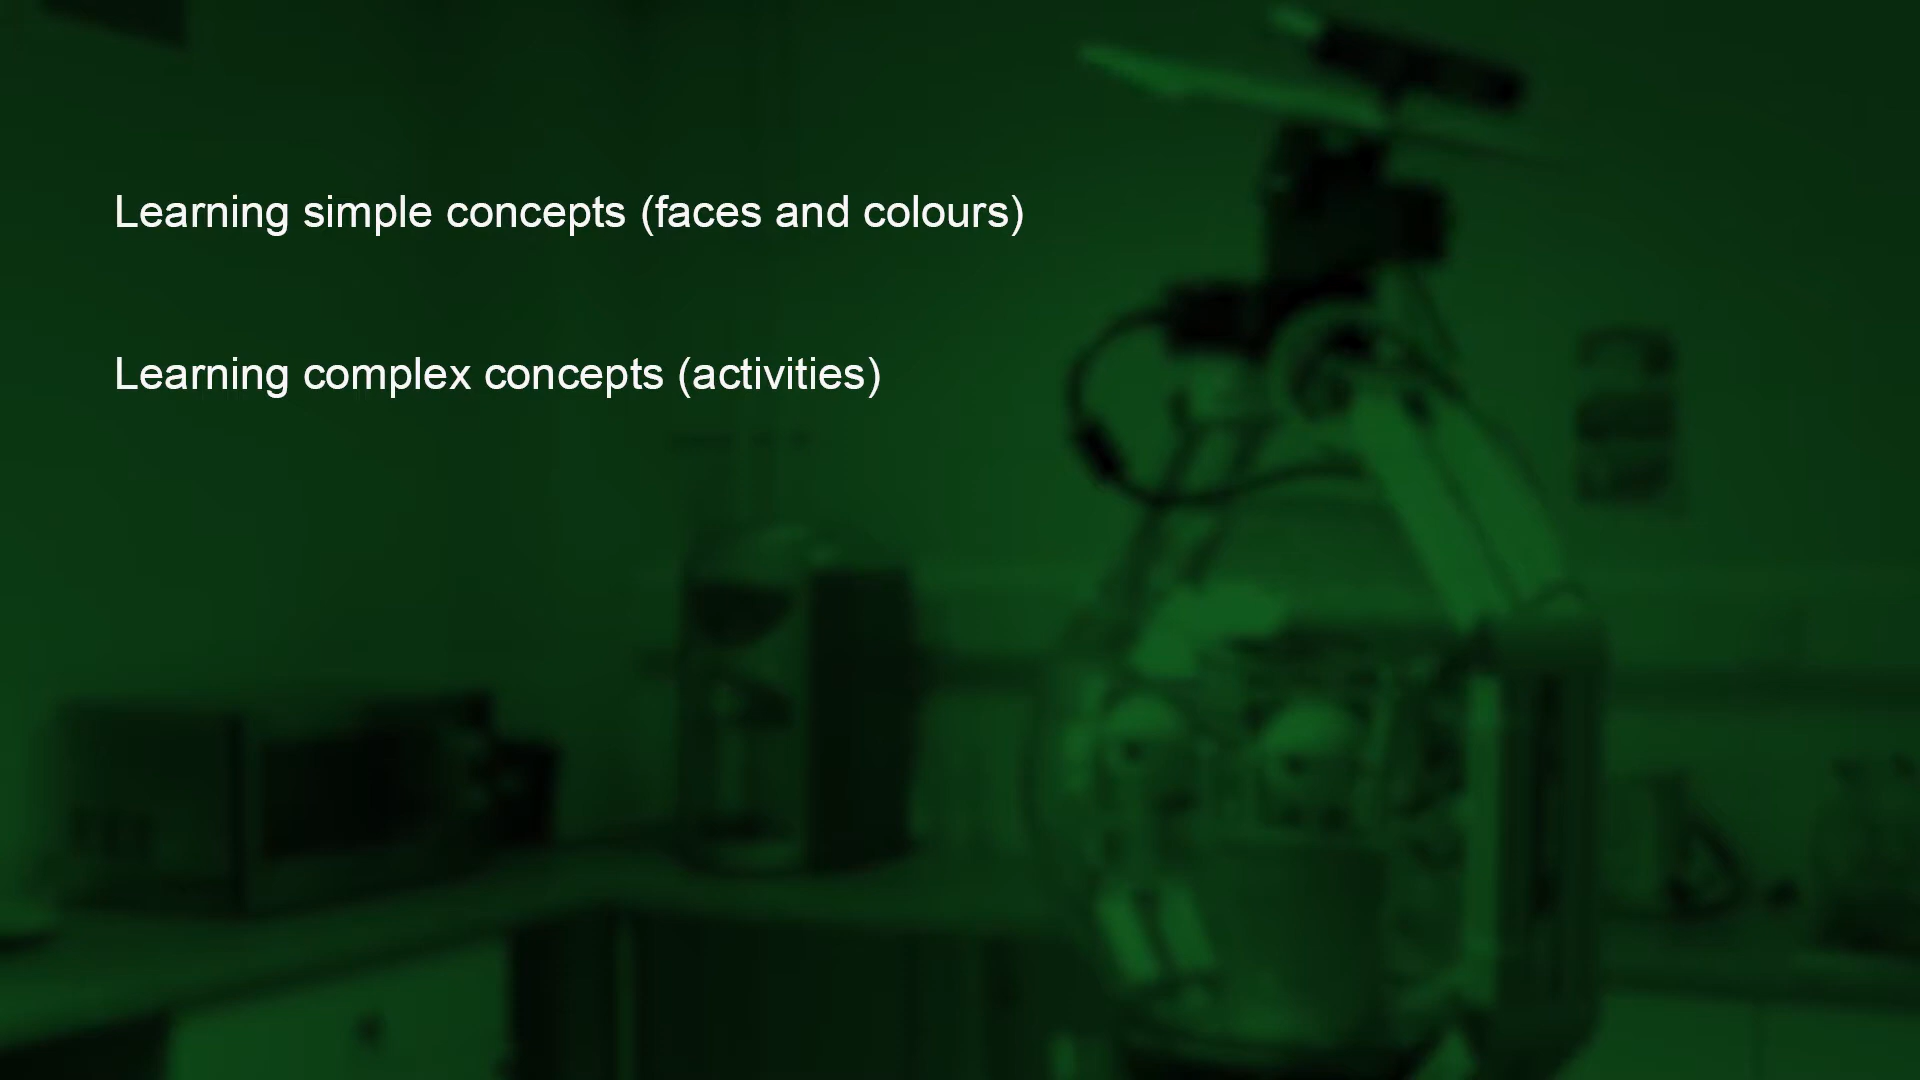 Learning simple concepts (faces and colours)
Learning complex concepts (activities)